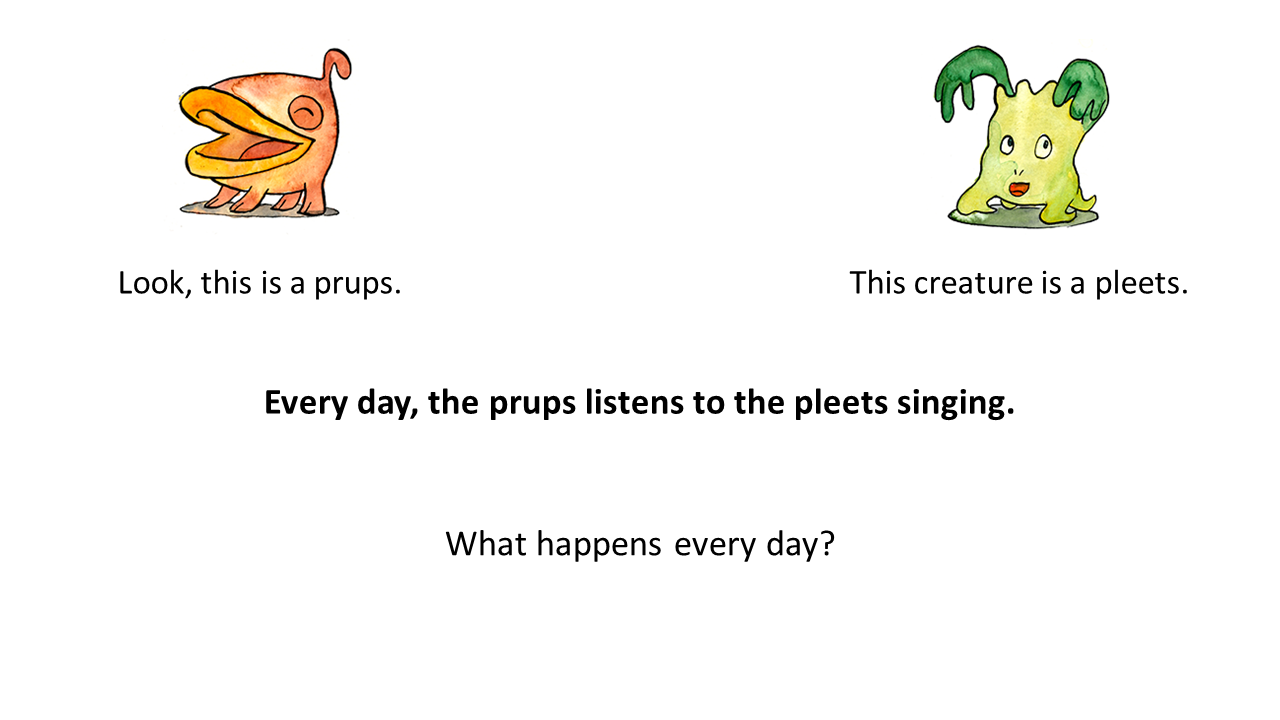 Look, this is a prups.
This creature is a pleets.
Every day, the prups listens to the pleets singing.
What happens every day?